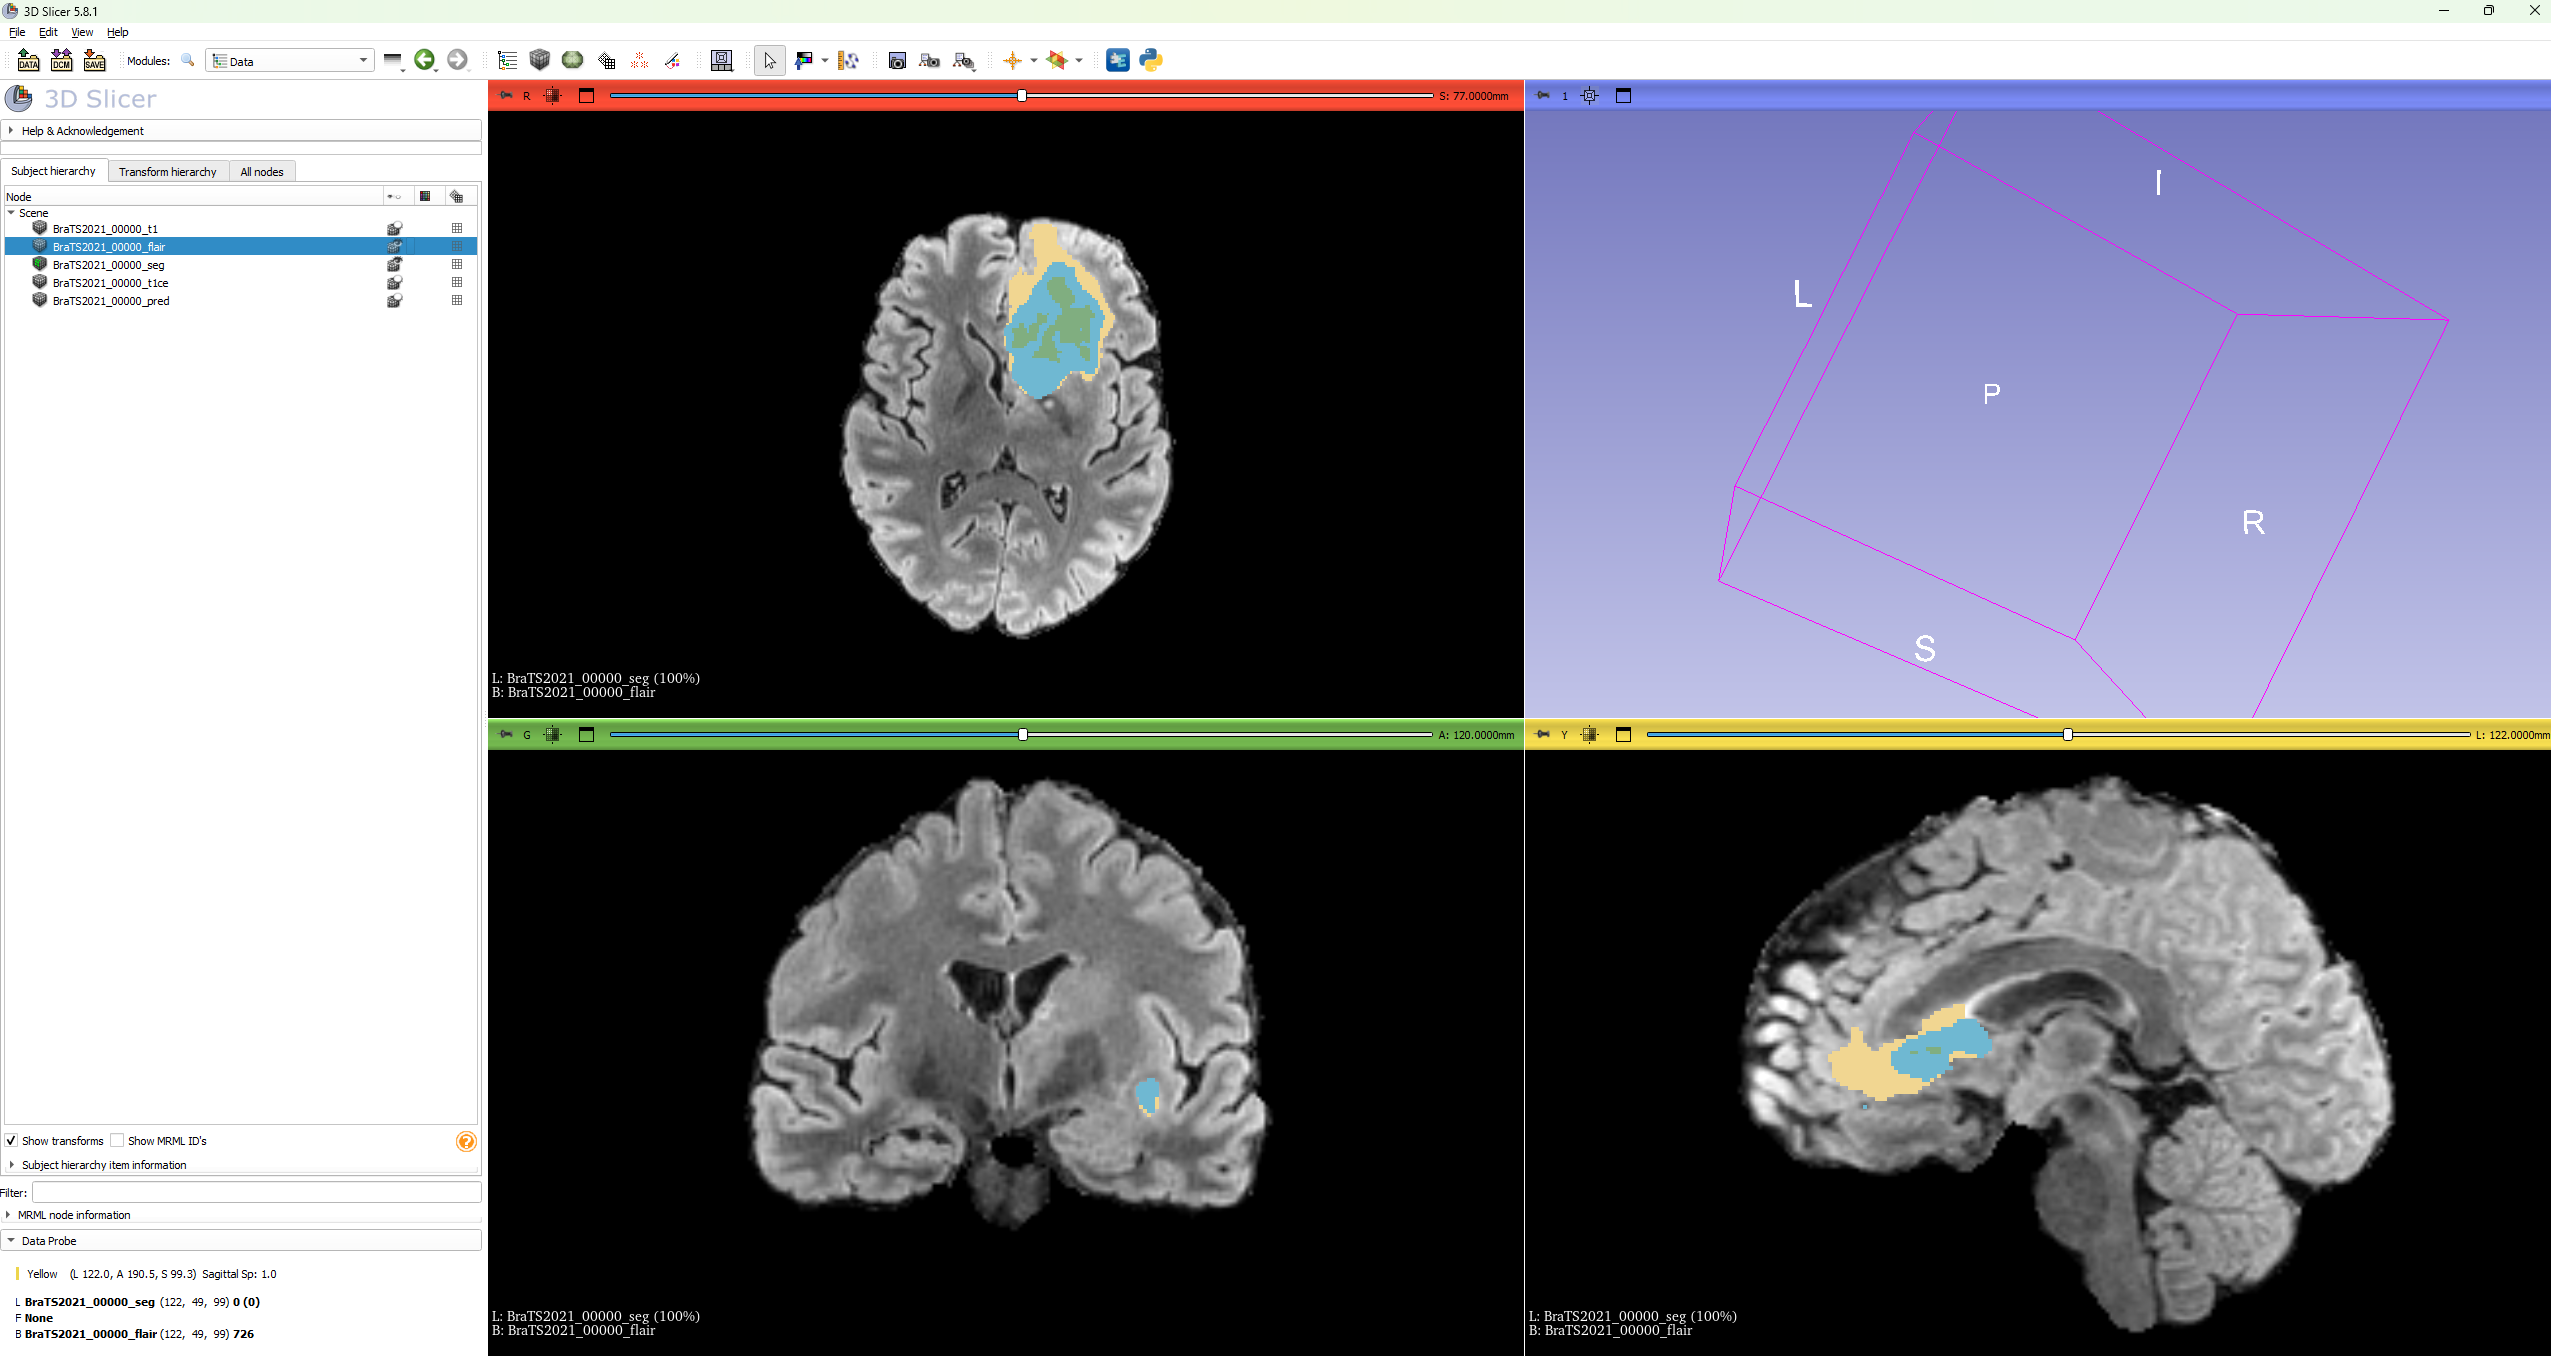 3D Slicer 5.8.1
File Edit View Help
DATA DCM SAVE Modules: Data
3D Slicer
Help & Acknowledgement
Subject hierarchy Transform hierarchy All nodes
Node
Scene
BraTS2021_00000_t1
BraTS2021_00000_flair
BraTS2021_00000_seg
BraTS2021_00000_t1ce
BraTS2021_00000_pred
Show transforms Show MRML ID's
?
Subject hierarchy item information
Filter:
MRML node information
Data Probe
Yellow (L 122.0, A 190.5, S 99.3) Sagittal Sp: 1.0
L BraTS2021_00000_seg (122, 49, 99) 0 (0)
F None
B BraTS2021_00000_flair (122, 49, 99) 726
R S: 77.0000mm
L: BraTS2021_00000_seg (100%)
B: BraTS2021_00000_flair
1
I
L
P
R
S
G A: 120.0000mm
L: BraTS2021_00000_seg (100%)
B: BraTS2021_00000_flair
Y L: 122.0000mm
L: BraTS2021_00000_seg (100%)
B: BraTS2021_00000_flair